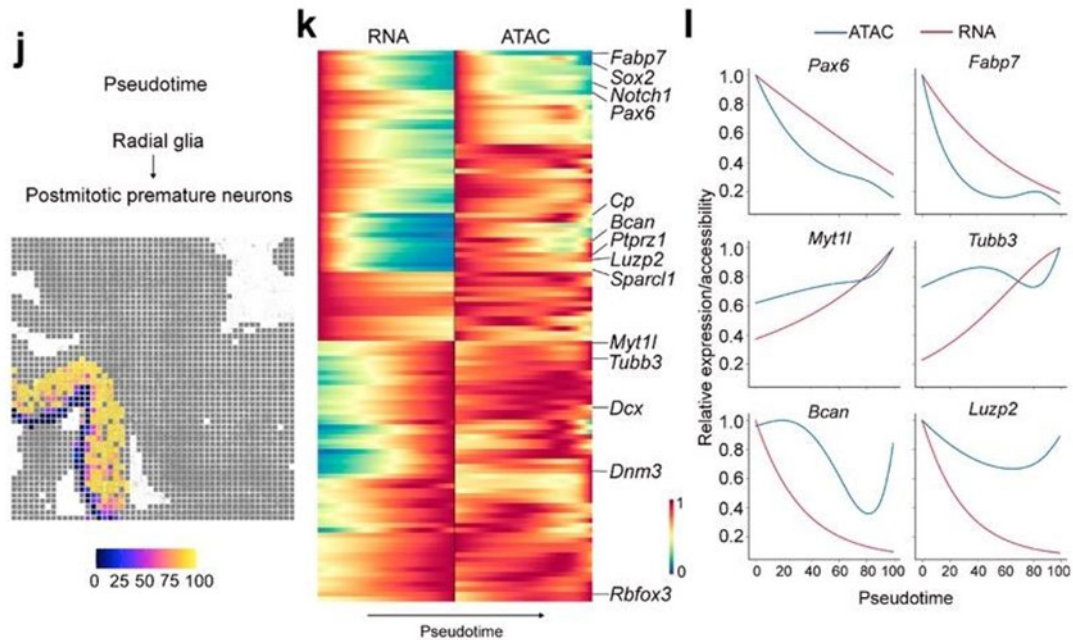 j
Pseudotime
Radial glia
Postmitotic premature neurons
0 25 50 75 100
k
RNA ATAC
Fabp7
Sox2
Notch1
Pax6
Cp
Bcan
Ptprz1
Luzp2
Sparcl1
Myt1l
Tubb3
Dcx
Dnm3
Rbfox3
1
0
Pseudotime
l
ATAC RNA
Relative expression/accessibility
Pax6 Fabp7
1.0
0.8
0.6
0.4
0.2
Myt1l Tubb3
1.0
0.8
0.6
0.4
0.2
Bcan Luzp2
1.0
0.8
0.6
0.4
0.2
0 20 40 60 80 100 0 20 40 60 80 100
Pseudotime